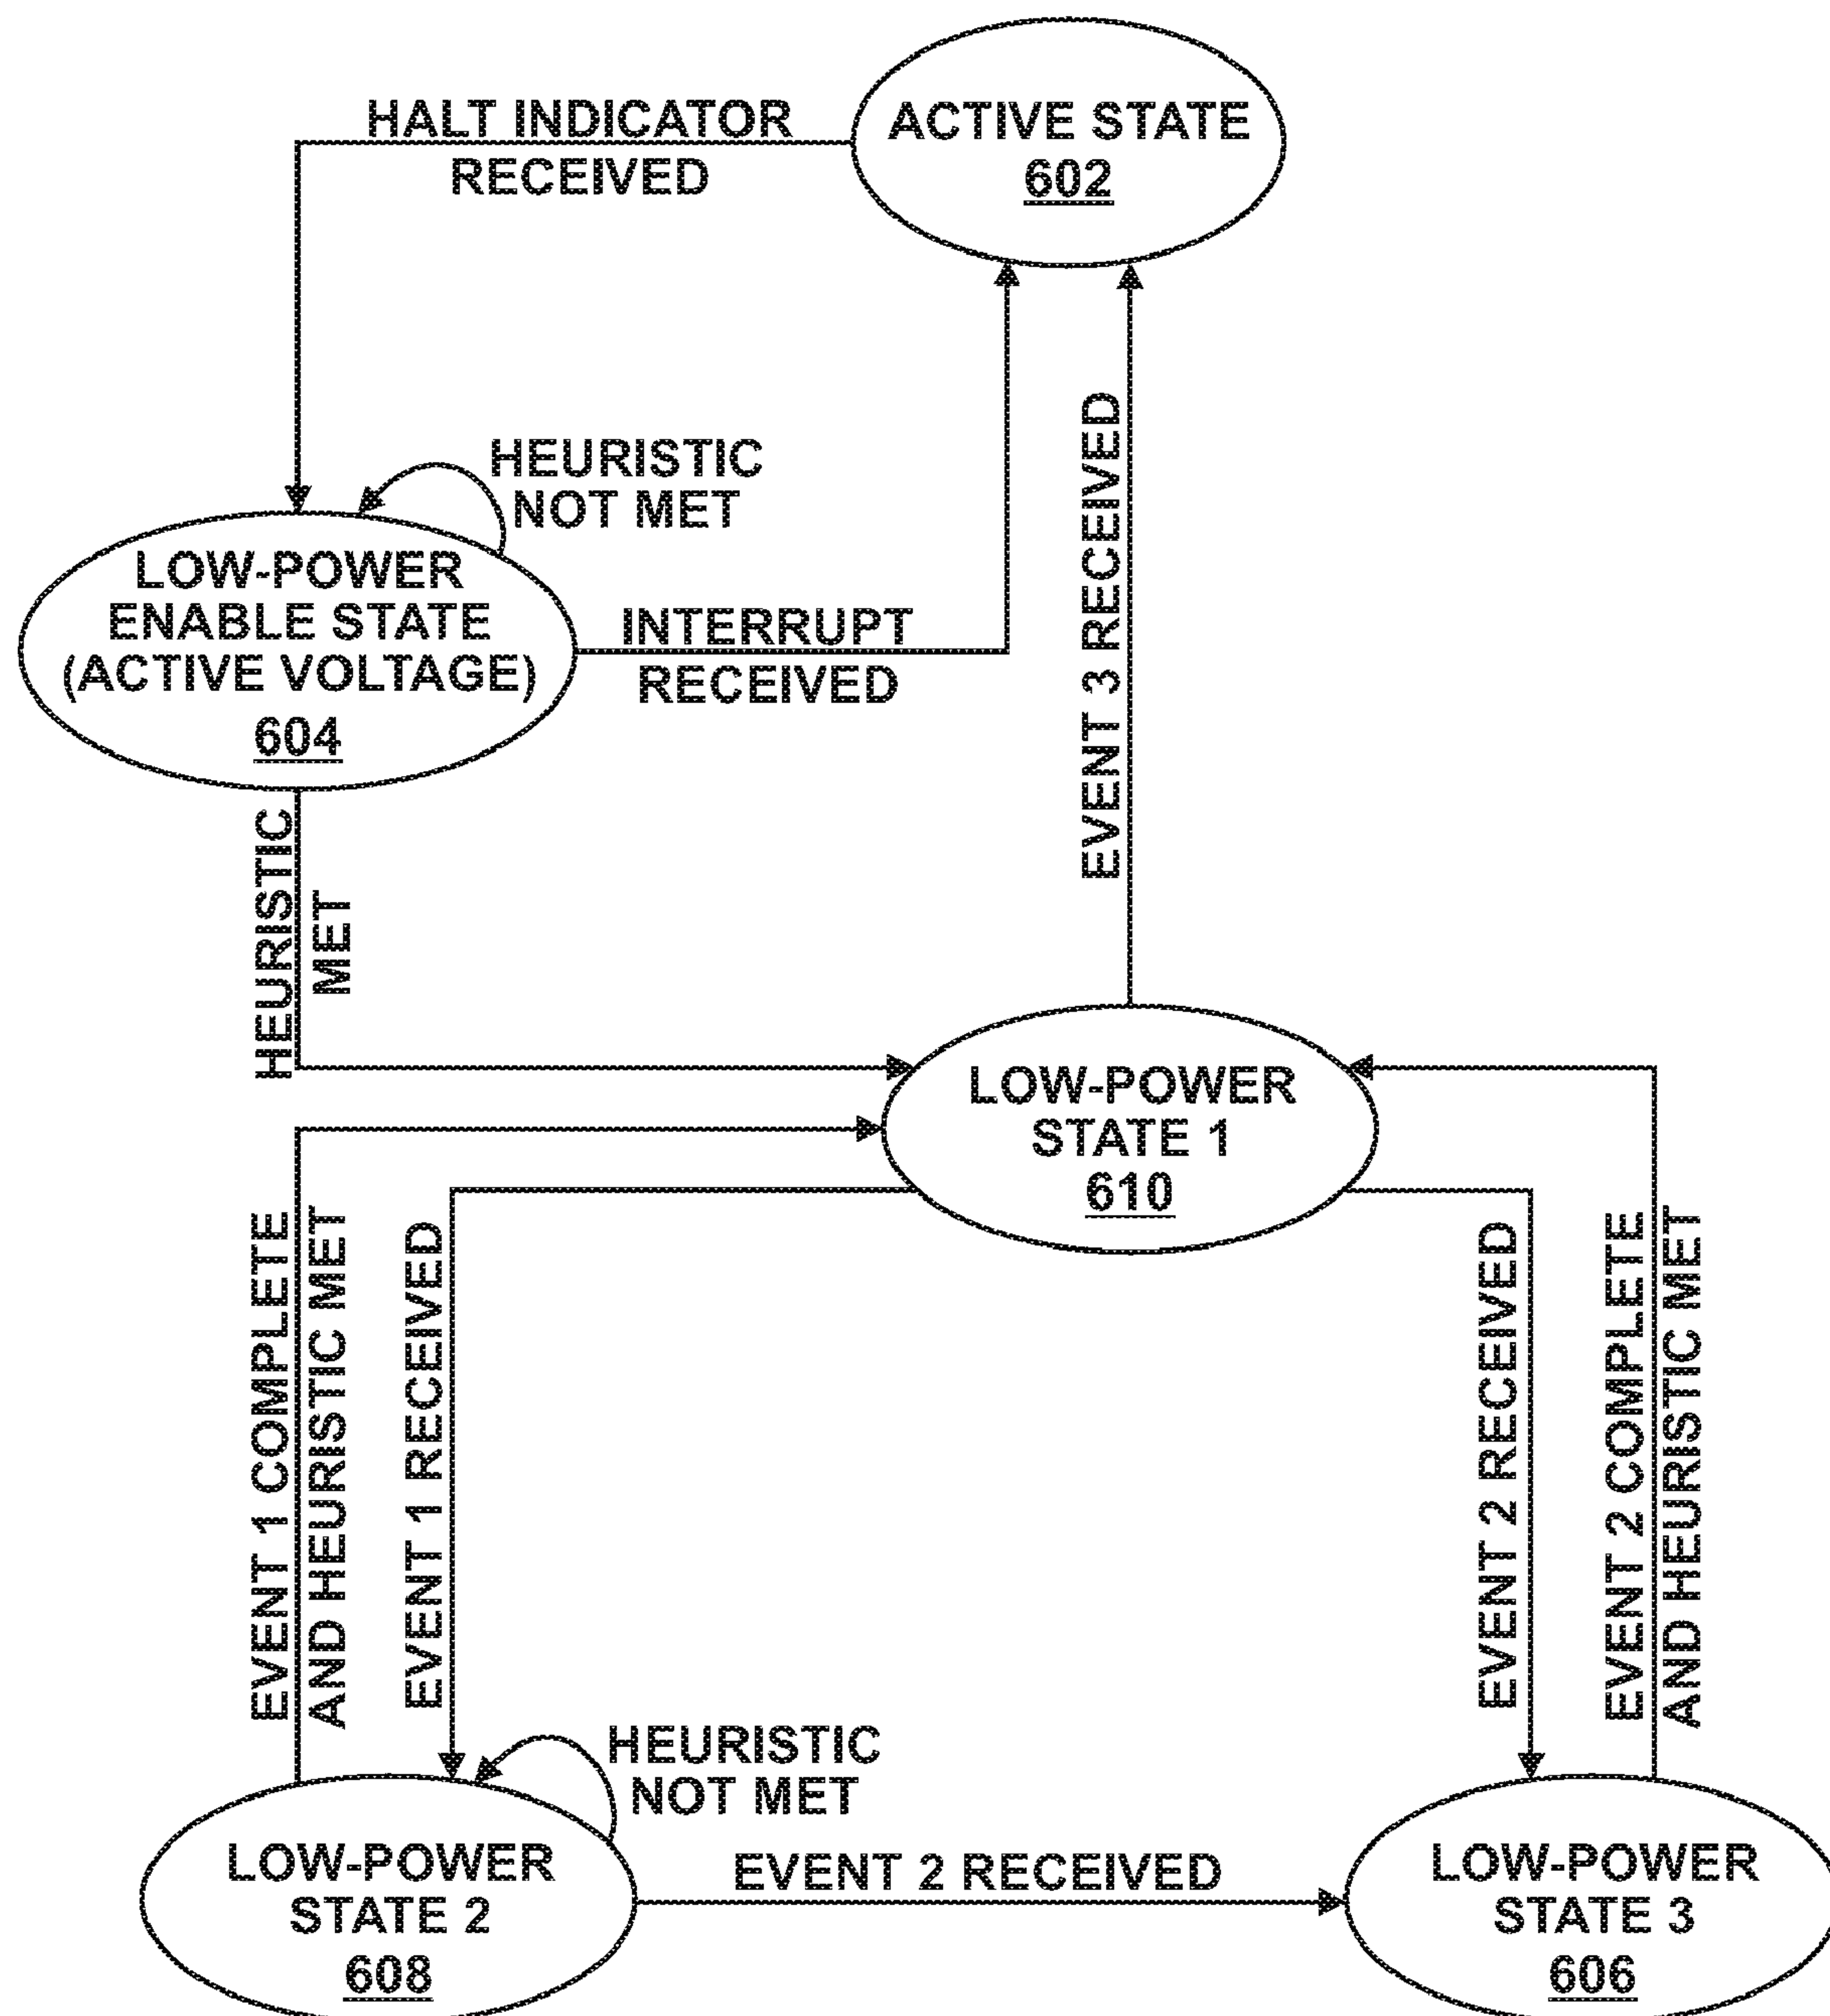 HALT INDICATOR
RECEIVED
ACTIVE STATE
602
HEURISTIC
NOT MET
LOW-POWER
ENABLE STATE
(ACTIVE VOLTAGE)
604
INTERRUPT
RECEIVED
EVENT 3 RECEIVED
HEURISTIC
MET
LOW-POWER
STATE 1
610
EVENT 1 COMPLETE
AND HEURISTIC MET
EVENT 1 RECEIVED
EVENT 2 RECEIVED
EVENT 2 COMPLETE
AND HEURISTIC MET
HEURISTIC
NOT MET
LOW-POWER
STATE 2
608
EVENT 2 RECEIVED
LOW-POWER
STATE 3
606